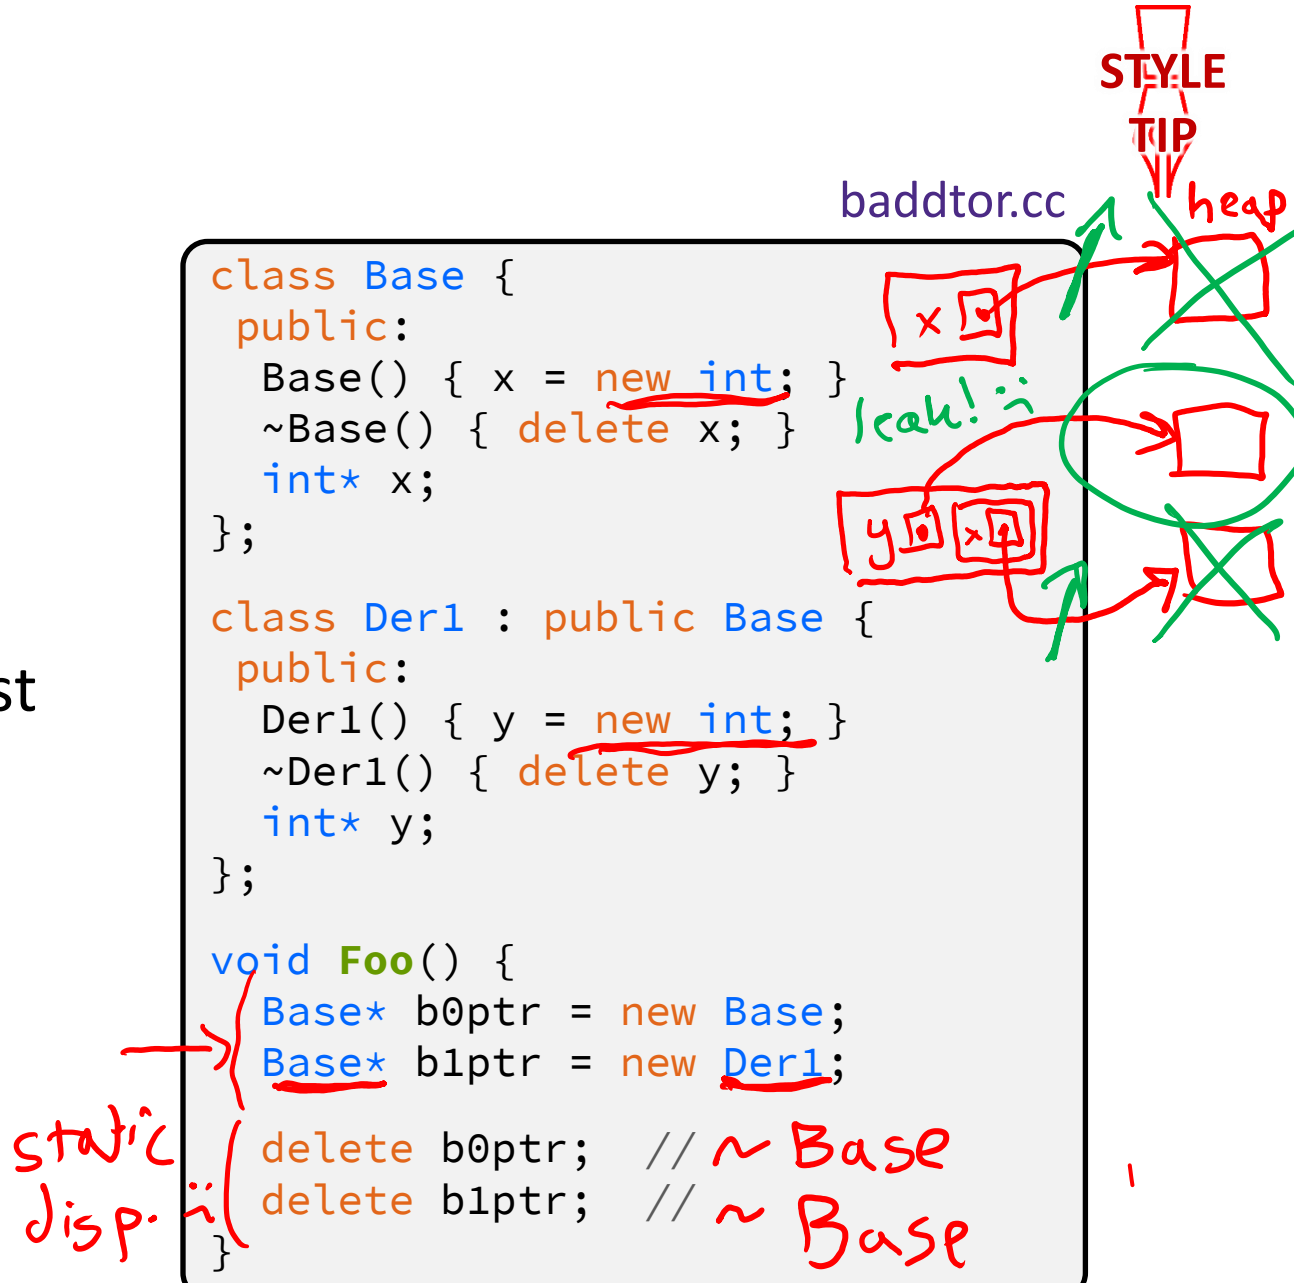 STYLE
TIP
baddtor.cc
heap
class Base {
public:
Base() { x = new int; }
~Base() { delete x; }
int* x;
};
x
leak! :(
y x
class Der1 : public Base {
public:
Der1() { y = new int; }
~Der1() { delete y; }
int* y;
};
st
void Foo() {
Base* b0ptr = new Base;
Base* b1ptr = new Der1;
static
disp. :(
delete b0ptr; // ~ Base
delete b1ptr; // ~ Base
}